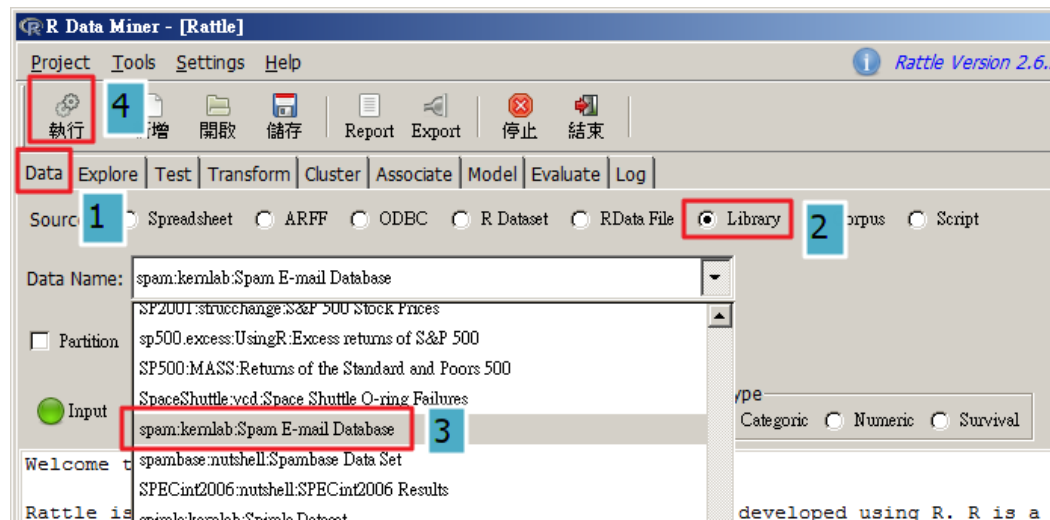 R Data Miner - [Rattle]
Project Tools Settings Help Rattle Version 2.6.
4
執行 增 開啟 儲存 Report Export 停止 結束
Data Explore Test Transform Cluster Associate Model Evaluate Log
1 Spreadsheet ARFF ODBC R Dataset RData File Library 2 Script
Data Name: spam:kernlab:Spam E-mail Database
SP2001:strucchange:S&P 500 Stock Prices
Partition sp500.excess:UsingR:Excess returns of S&P 500
SP500:MASS:Returns of the Standard and Poors 500
SpaceShuttle:vcd:Space Shuttle O-ring Failures
Input spam:kernlab:Spam E-mail Database 3 Categoric Numeric Survival
Welcome t spambase:nutshell:Spambase Data Set
SPECint2006:nutshell:SPECint2006 Results
Rattle is developed using R. R is a